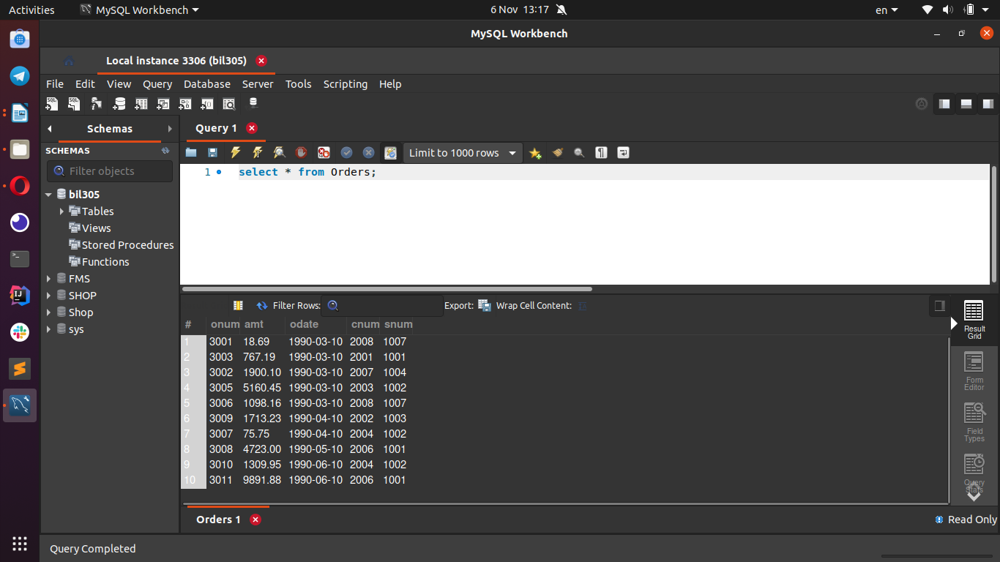 Activities MySQL Workbench 6 Nov 13:17 en
MySQL Workbench
Local instance 3306 (bil305)
File Edit View Query Database Server Tools Scripting Help
Schemas
Query 1
SCHEMAS
Limit to 1000 rows
Filter objects
1 select * from Orders;
bil305
Tables
Views
Stored Procedures
Functions
FMS
SHOP
Shop
sys
Filter Rows: Export: Wrap Cell Content:
# onum amt odate cnum snum
1 3001 18.69 1990-03-10 2008 1007
2 3003 767.19 1990-03-10 2001 1001
3 3002 1900.10 1990-03-10 2007 1004
4 3005 5160.45 1990-03-10 2003 1002
5 3006 1098.16 1990-03-10 2008 1007
6 3009 1713.23 1990-04-10 2002 1003
7 3007 75.75 1990-04-10 2004 1002
8 3008 4723.00 1990-05-10 2006 1001
9 3010 1309.95 1990-06-10 2004 1002
10 3011 9891.88 1990-06-10 2006 1001
Result
Grid
Form
Editor
Field
Types
Query
Stats
Orders 1
Read Only
Query Completed